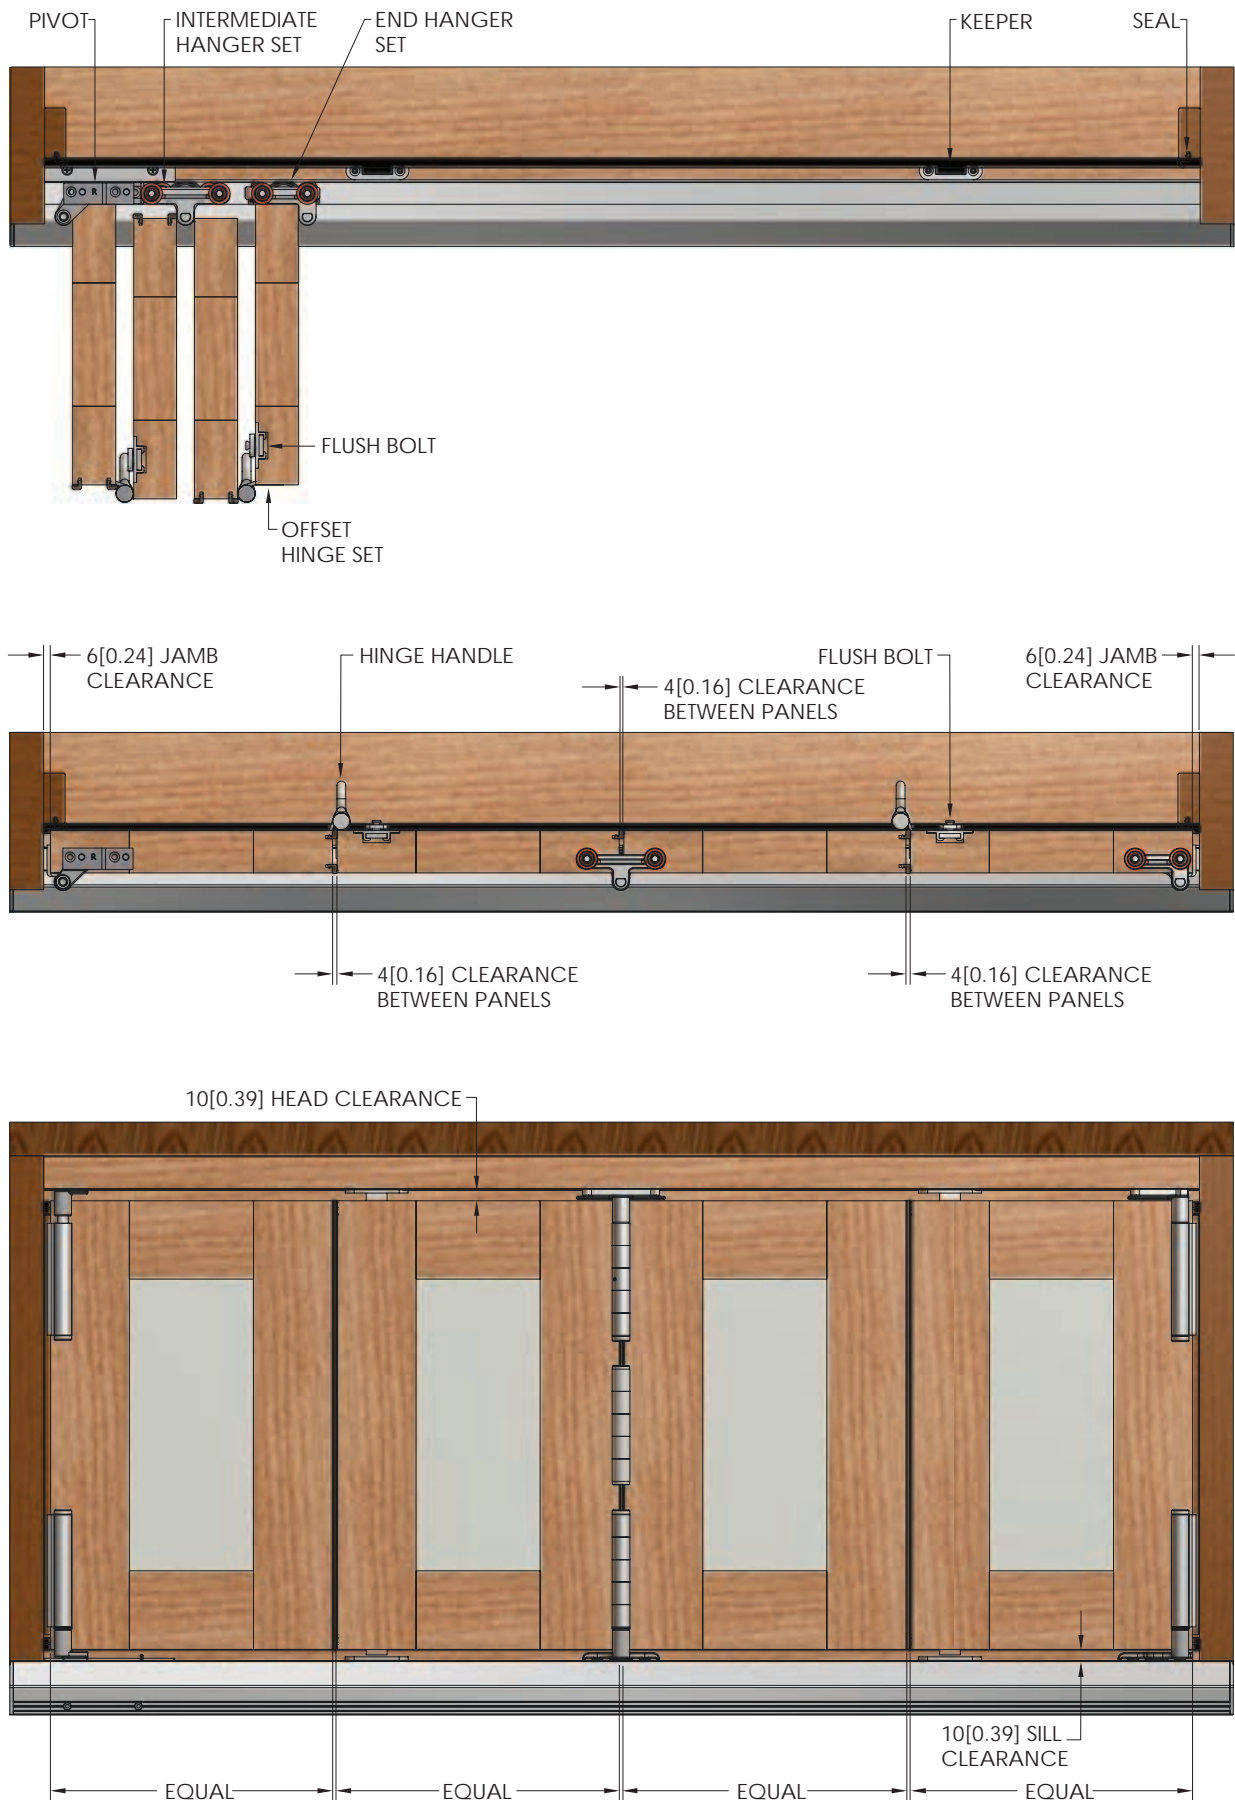 PIVOT
INTERMEDIATE
HANGER SET
END HANGER
SET
KEEPER
SEAL
R
FLUSH BOLT
OFFSET
HINGE SET
6[0.24] JAMB
CLEARANCE
HINGE HANDLE
4[0.16] CLEARANCE
BETWEEN PANELS
FLUSH BOLT
6[0.24] JAMB
CLEARANCE
R
4[0.16] CLEARANCE
BETWEEN PANELS
4[0.16] CLEARANCE
BETWEEN PANELS
10[0.39] HEAD CLEARANCE
10[0.39] SILL
CLEARANCE
EQUAL
EQUAL
EQUAL
EQUAL